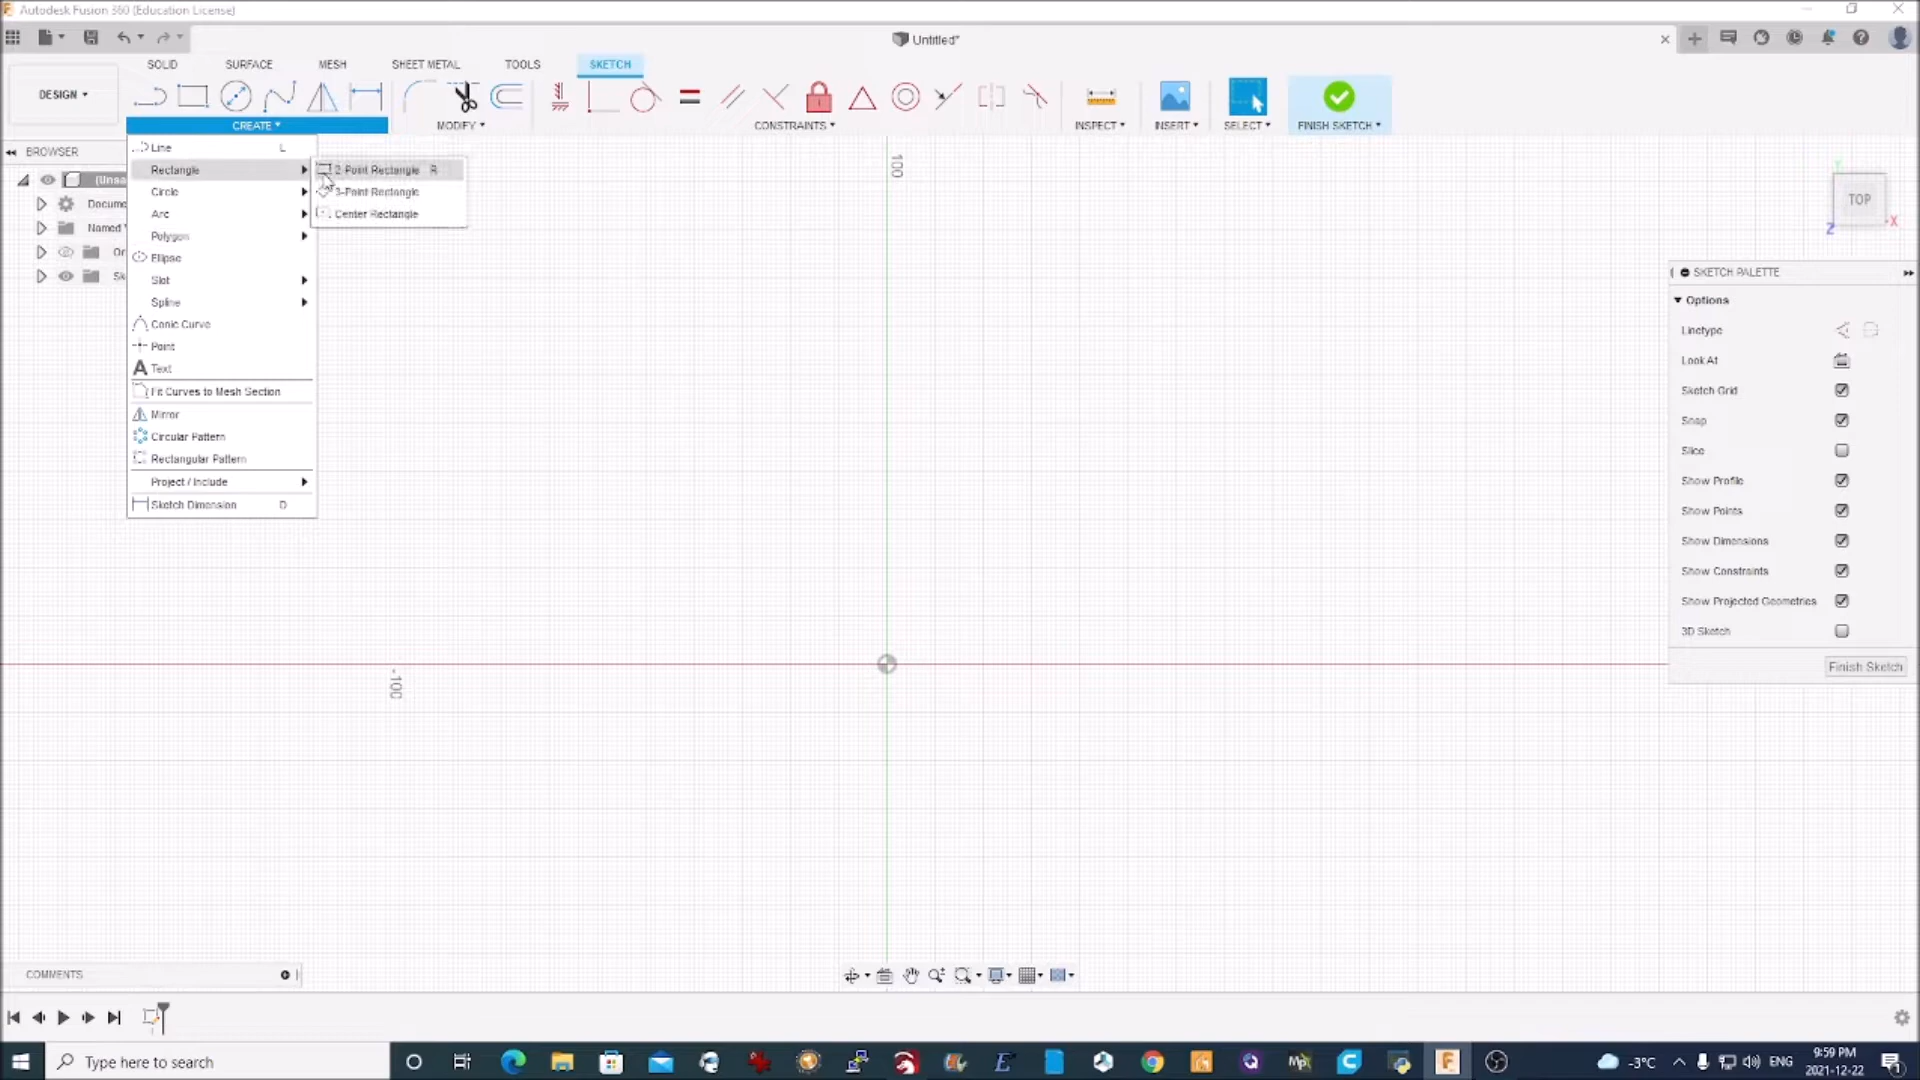 Autodesk Fusion 360 (Education License)
Untitled*
SOLID SURFACE MESH SHEET METAL TOOLS SKETCH
DESIGN
CREATE MODIFY CONSTRAINTS INSPECT INSERT SELECT FINISH SKETCH
BROWSER
(Unsa
Docume
Named
Or
Sk
Line L
Rectangle
Circle
Arc
Polygon
Ellipse
Slot
Spline
Conic Curve
Point
A Text
Fit Curves to Mesh Section
Mirror
Circular Pattern
Rectangular Pattern
Project / Include
Sketch Dimension D
2-Point Rectangle R
3-Point Rectangle
Center Rectangle
100
-100
TOP
X
Y
Z
SKETCH PALETTE
Options
Linetype
Look At
Sketch Grid
Snap
Slice
Show Profile
Show Points
Show Dimensions
Show Constraints
Show Projected Geometries
3D Sketch
Finish Sketch
COMMENTS
Type here to search
-3°C
ENG
9:59 PM
2021-12-22